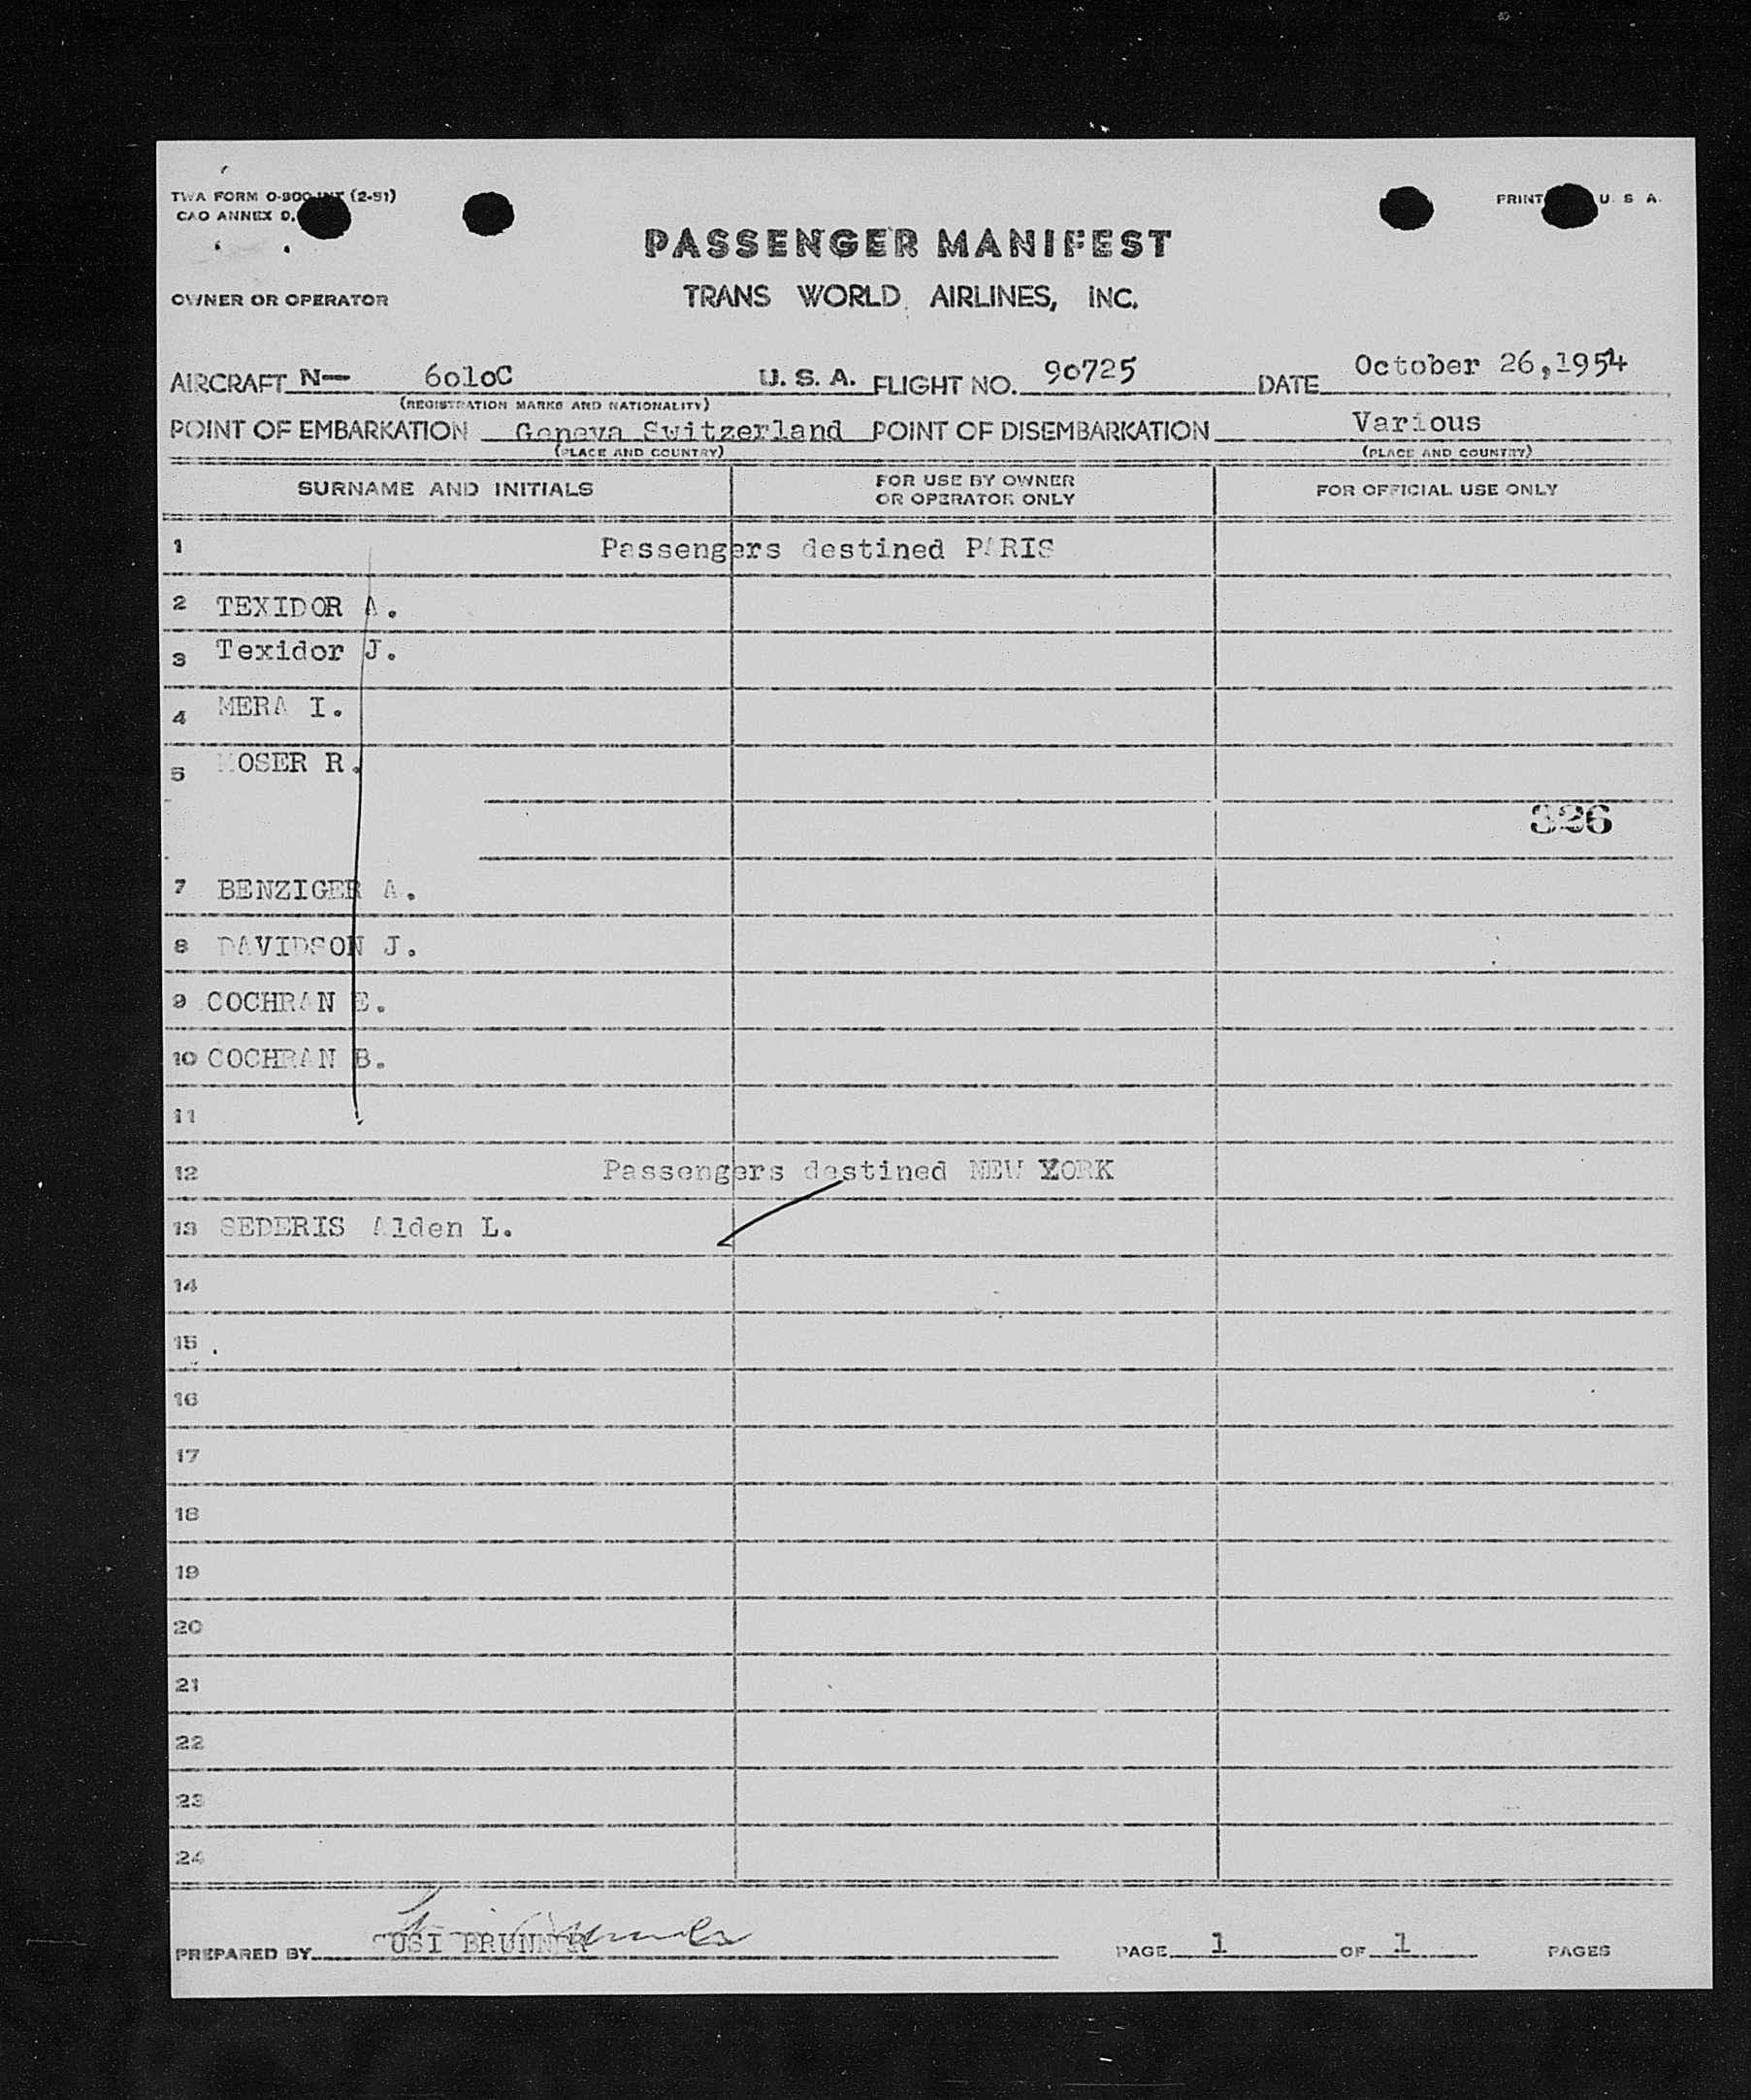 TWA FORM O-900-INT (2-51)
CAO ANNEX 9,
PRINT U. S A.
PASSENGER MANIFEST
OWNER OR OPERATOR
TRANS WORLD AIRLINES, INC.
AIRCRAFT N— 6oloC U. S. A. FLIGHT NO. 90725 DATE October 26,1954
(REGISTRATION MARKS AND NATIONALITY)
POINT OF EMBARKATION Geneva Switzerland POINT OF DISEMBARKATION Various
(PLACE AND COUNTRY) (PLACE AND COUNTRY)
SURNAME AND INITIALS
FOR USE BY OWNER
OR OPERATOR ONLY
FOR OFFICIAL USE ONLY
1 Passengers destined PARIS
2 TEXIDOR A.
3 Texidor J.
4 MERA I.
5 MOSER R.
326
7 BENZIGER A.
8 DAVIDSON J.
9 COCHRAN E.
10 COCHRAN B.
11
12 Passengers destined NEW YORK
13 SEDERIS Alden L.
14
15
16
17
18
19
20
21
22
23
24
PREPARED BY SUSI BRUNNER PAGE 1 OF 1 PAGES